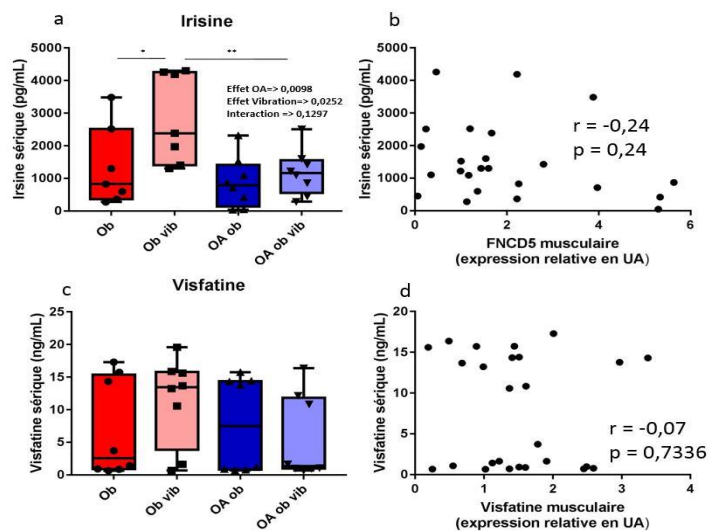 a
Irisine
Irisine sérique (pg/mL)
5000
4000
3000
2000
1000
0
*
**
Effet OA=> 0,0098
Effet Vibration=> 0,0252
Interaction => 0,1297
Ob
Ob vib
OA ob
OA ob vib
b
Irsine sérique (pg/mL)
5000
4000
3000
2000
1000
0
r = -0,24
p = 0,24
0
2
4
6
FNCD5 musculaire
(expression relative en UA)
c
Visfatine
Visfatine sérique (ng/mL)
25
20
15
10
5
0
Ob
Ob vib
OA ob
OA ob vib
d
Visfatine sérique (ng/mL)
20
15
10
5
0
r = -0,07
p = 0,7336
0
1
2
3
4
Visfatine musculaire
(expression relative en UA)